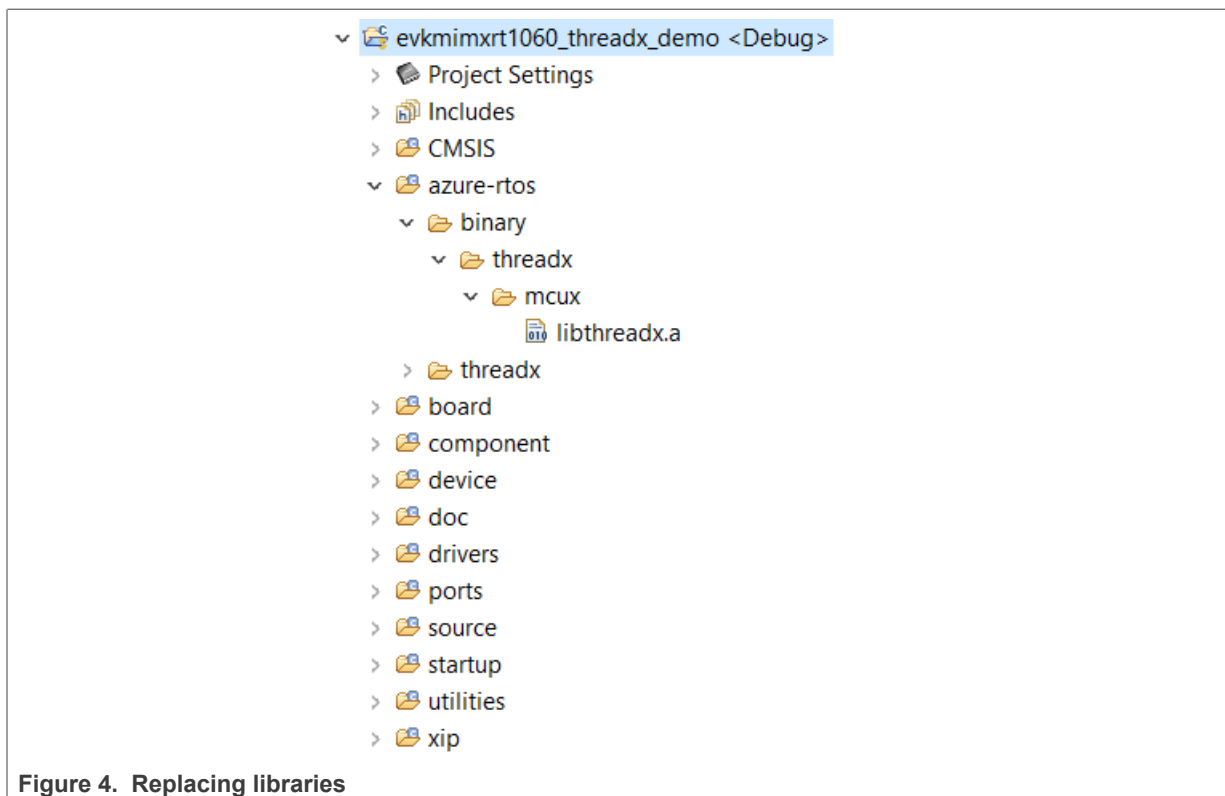 evkmimxrt1060_threadx_demo <Debug>
Project Settings
Includes
CMSIS
azure-rtos
binary
threadx
mcux
libthreadx.a
threadx
board
component
device
doc
drivers
ports
source
startup
utilities
xip
Figure 4. Replacing libraries